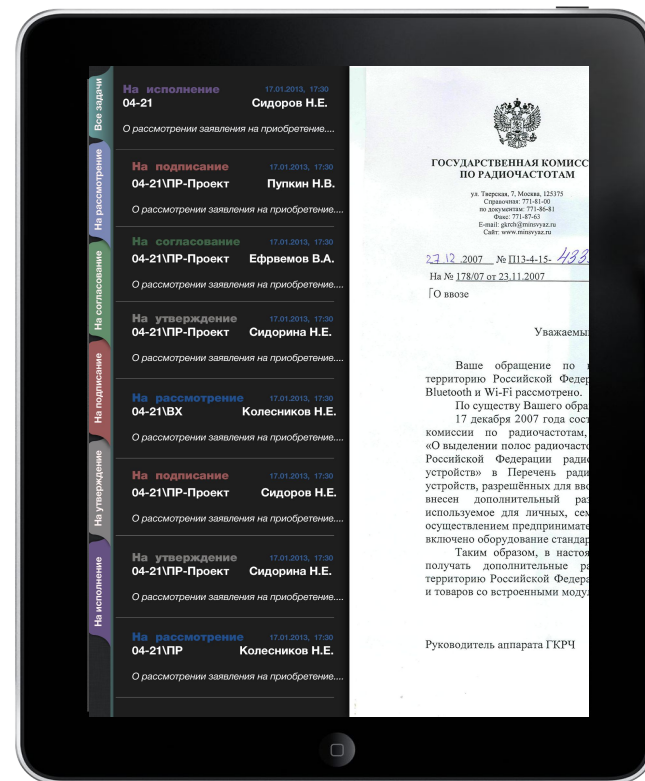 Все задачи
На рассмотрение
На согласование
На подписание
На утверждение
На исполнение
На исполнение 17.01.2013, 17:30
04-21 Сидоров Н.Е.
О рассмотрении заявления на приобретение....
На подписание 17.01.2013, 17:30
04-21\ПР-Проект Пупкин Н.В.
О рассмотрении заявления на приобретение....
На согласование 17.01.2013, 17:30
04-21\ПР-Проект Ефрвемов В.А.
О рассмотрении заявления на приобретение....
На утверждение 17.01.2013, 17:30
04-21\ПР-Проект Сидорина Н.Е.
О рассмотрении заявления на приобретение....
На рассмотрение 17.01.2013, 17:30
04-21\ВХ Колесников Н.Е.
О рассмотрении заявления на приобретение....
На подписание 17.01.2013, 17:30
04-21\ПР-Проект Сидоров Н.Е.
О рассмотрении заявления на приобретение....
На утверждение 17.01.2013, 17:30
04-21\ПР-Проект Сидорина Н.Е.
О рассмотрении заявления на приобретение....
На рассмотрение 17.01.2013, 17:30
04-21\ПР Колесников Н.Е.
О рассмотрении заявления на приобретение....
ГОСУДАРСТВЕННАЯ КОМИСС
ПО РАДИОЧАСТОТАМ
ул. Тверская, 7, Москва, 125375
Справочная: 771-81-00
по документам: 771-86-81
Факс: 771-87-63
E-mail: gkrch@minsvyaz.ru
Сайт: www.minsvyaz.ru
27.12.2007 № П13-4-15- 433
На № 178/07 от 23.11.2007
О ввозе
Уважаемы
Ваше обращение по
территорию Российской Федер
Bluetooth и Wi-Fi рассмотрено.
По существу Вашего обра
17 декабря 2007 года сост
комиссии по радиочастотам,
«О выделении полос радиочасто
Российской Федерации радио
устройств» в Перечень ради
устройств, разрешённых для вво
внесен дополнительный раз
используемое для личных, сем
осуществлением предпринимате
включено оборудование стандар
Таким образом, в настоя
получать дополнительные ра
территорию Российской Федера
и товаров со встроенными моду
Руководитель аппарата ГКРЧ